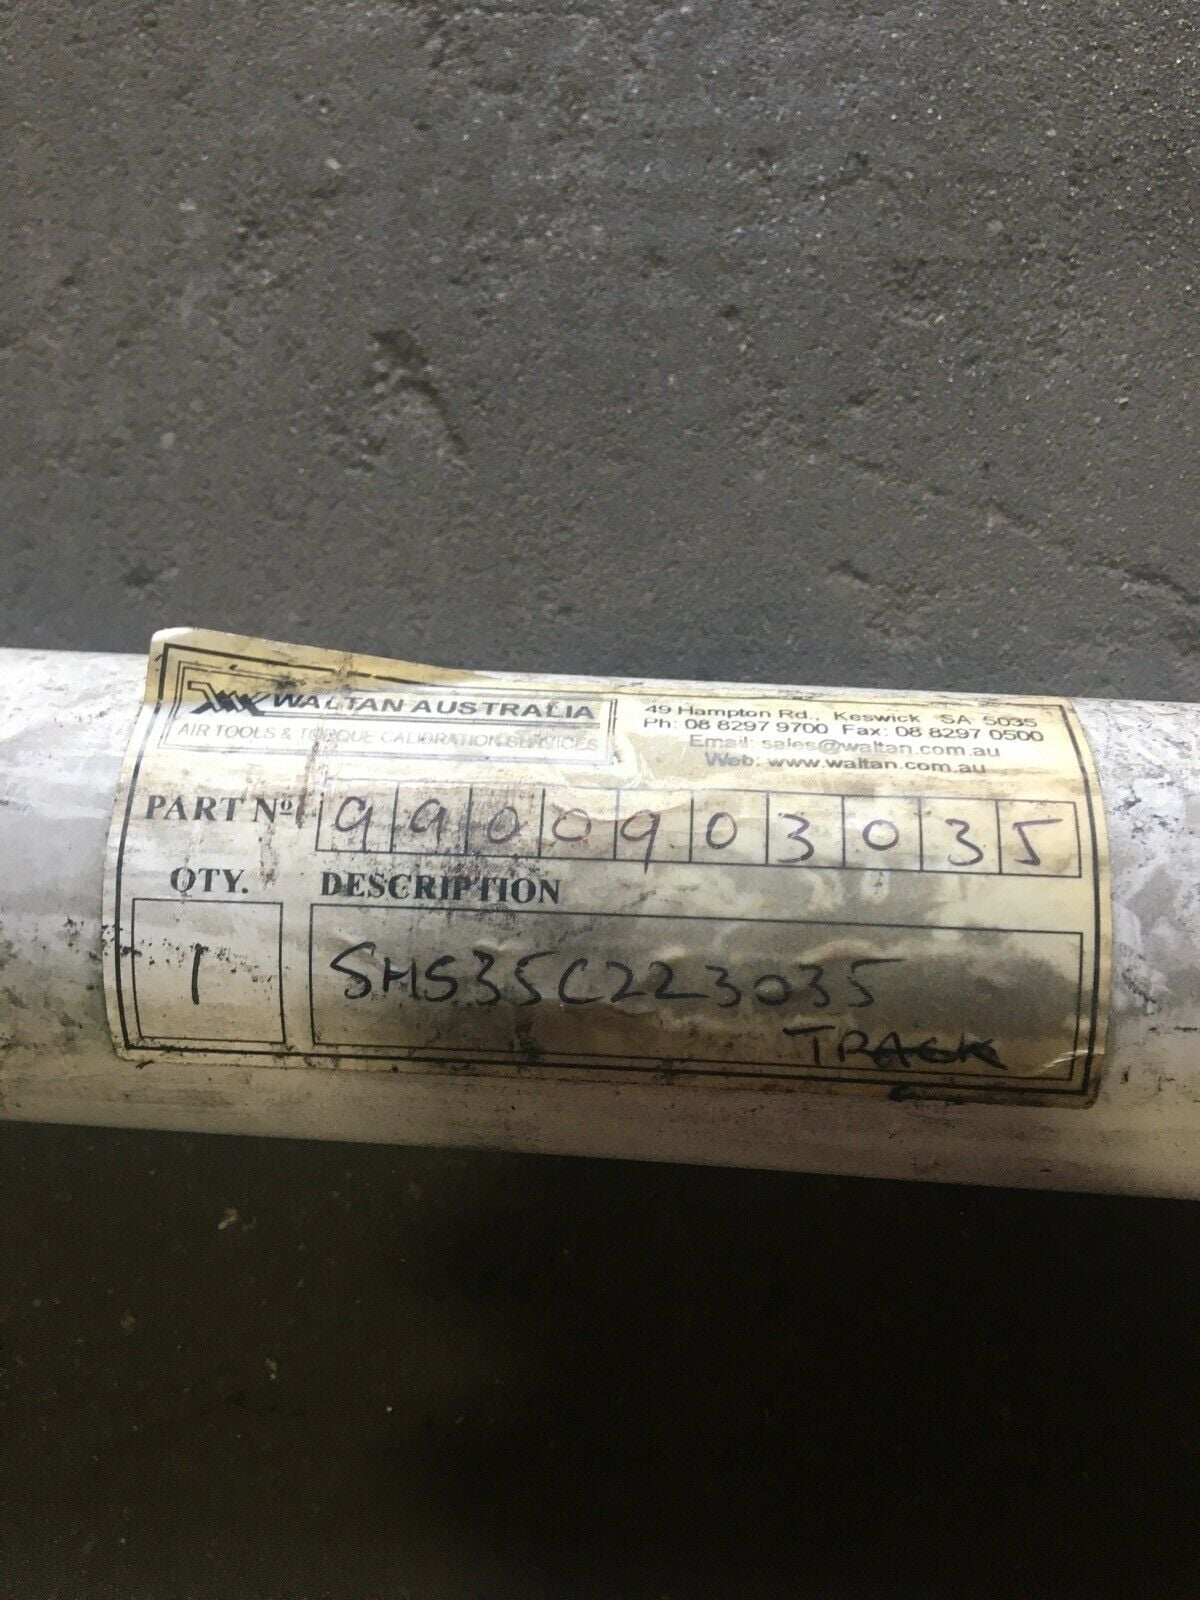 WALTAN AUSTRALIA
AIR TOOLS & TORQUE CALIBRATION SERVICES
49 Hampton Rd., Keswick SA 5035
Ph: 08 8297 9700 Fax: 08 8297 0500
Email: sales@waltan.com.au
Web: www.waltan.com.au
PART Nº 9900903035
QTY. DESCRIPTION
1 SHS35C223035
TRACK